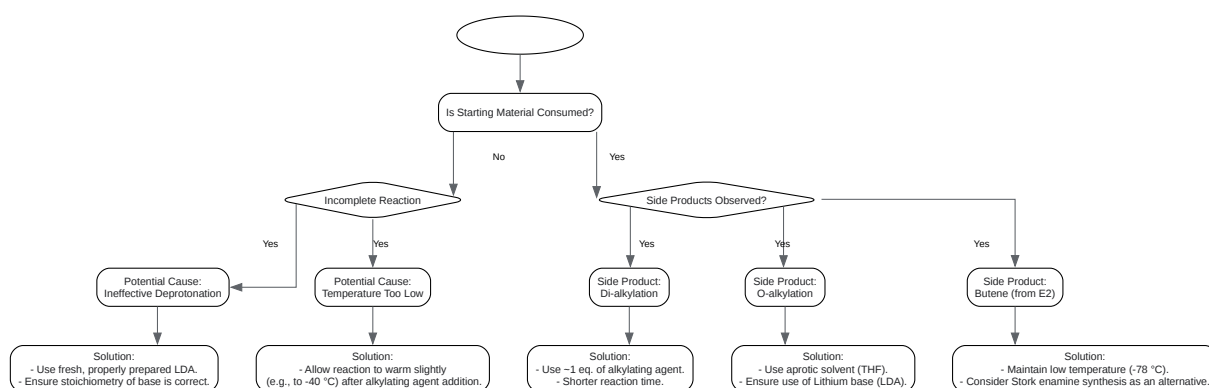 Is Starting Material Consumed?
No
Yes
Incomplete Reaction
Side Products Observed?
Yes
Yes
Yes
Yes
Yes
Potential Cause:
Ineffective Deprotonation
Potential Cause:
Temperature Too Low
Side Product:
Di-alkylation
Side Product:
O-alkylation
Side Product:
Butene (from E2)
Solution:
- Use fresh, properly prepared LDA.
- Ensure stoichiometry of base is correct.
Solution:
- Allow reaction to warm slightly
(e.g., to -40 °C) after alkylating agent addition.
Solution:
- Use ~1 eq. of alkylating agent.
- Shorter reaction time.
Solution:
- Use aprotic solvent (THF).
- Ensure use of Lithium base (LDA).
Solution:
- Maintain low temperature (-78 °C).
- Consider Stork enamine synthesis as an alternative.